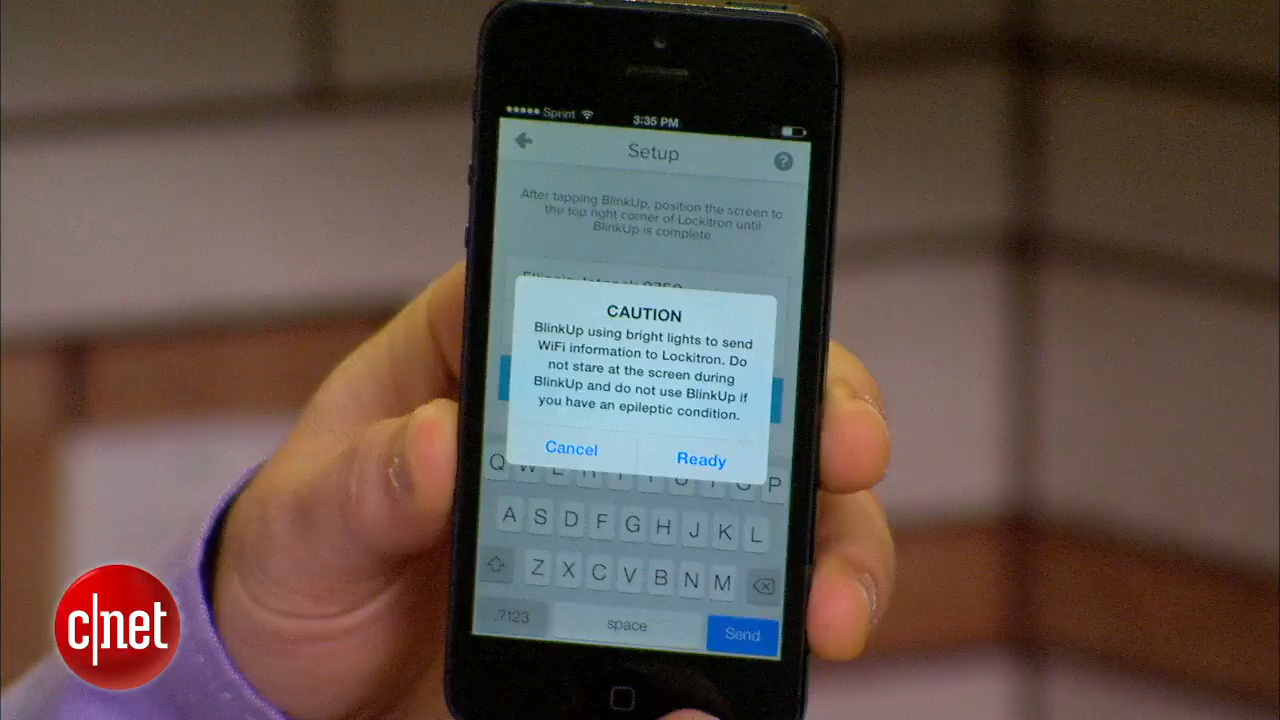 Sprint
3:35 PM
Setup
?
After tapping BlinkUp, position the screen to
the top right corner of Lockitron until
BlinkUp is complete
CAUTION
BlinkUp using bright lights to send
WiFi information to Lockitron. Do
not stare at the screen during
BlinkUp and do not use BlinkUp if
you have an epileptic condition.
Cancel
Ready
Q W E R T Y U I O P
A S D F G H J K L
Z X C V B N M
.?123
space
Send
c|net